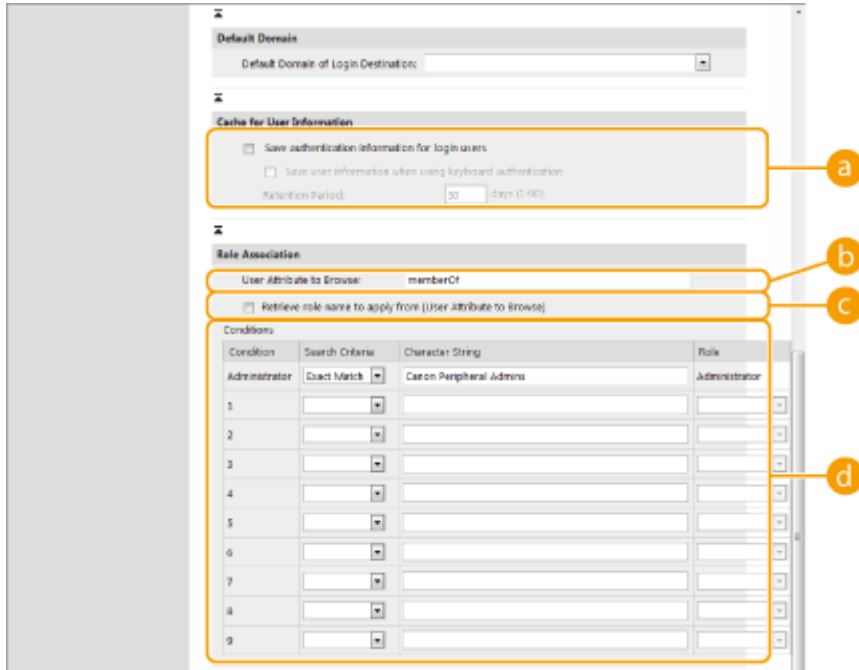 Default Domain
Default Domain of Login Destination:
Cache for User Information
Save authentication information for login users
a
Save user information when using keyboard authentication
Retention Period: 30 days (1-90)
Role Association
b
User Attribute to Browse: memberOf
c
Retrieve role name to apply from [User Attribute to Browse]
Conditions
Condition Search Criteria Character String Role
Administrator Exact Match Canon Peripheral Admins Administrator
1
2
3
4
d
5
6
7
8
9